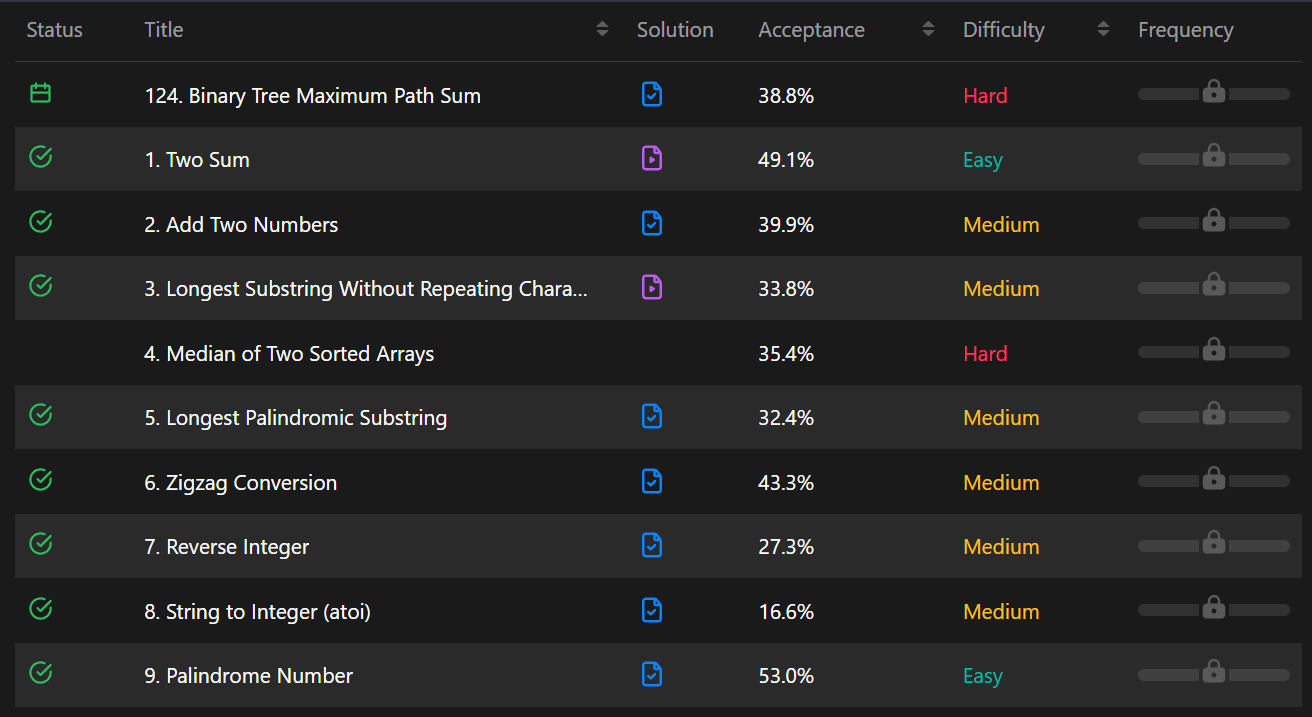 Status Title Solution Acceptance Difficulty Frequency
124. Binary Tree Maximum Path Sum 38.8% Hard
1. Two Sum 49.1% Easy
2. Add Two Numbers 39.9% Medium
3. Longest Substring Without Repeating Chara... 33.8% Medium
4. Median of Two Sorted Arrays 35.4% Hard
5. Longest Palindromic Substring 32.4% Medium
6. Zigzag Conversion 43.3% Medium
7. Reverse Integer 27.3% Medium
8. String to Integer (atoi) 16.6% Medium
9. Palindrome Number 53.0% Easy